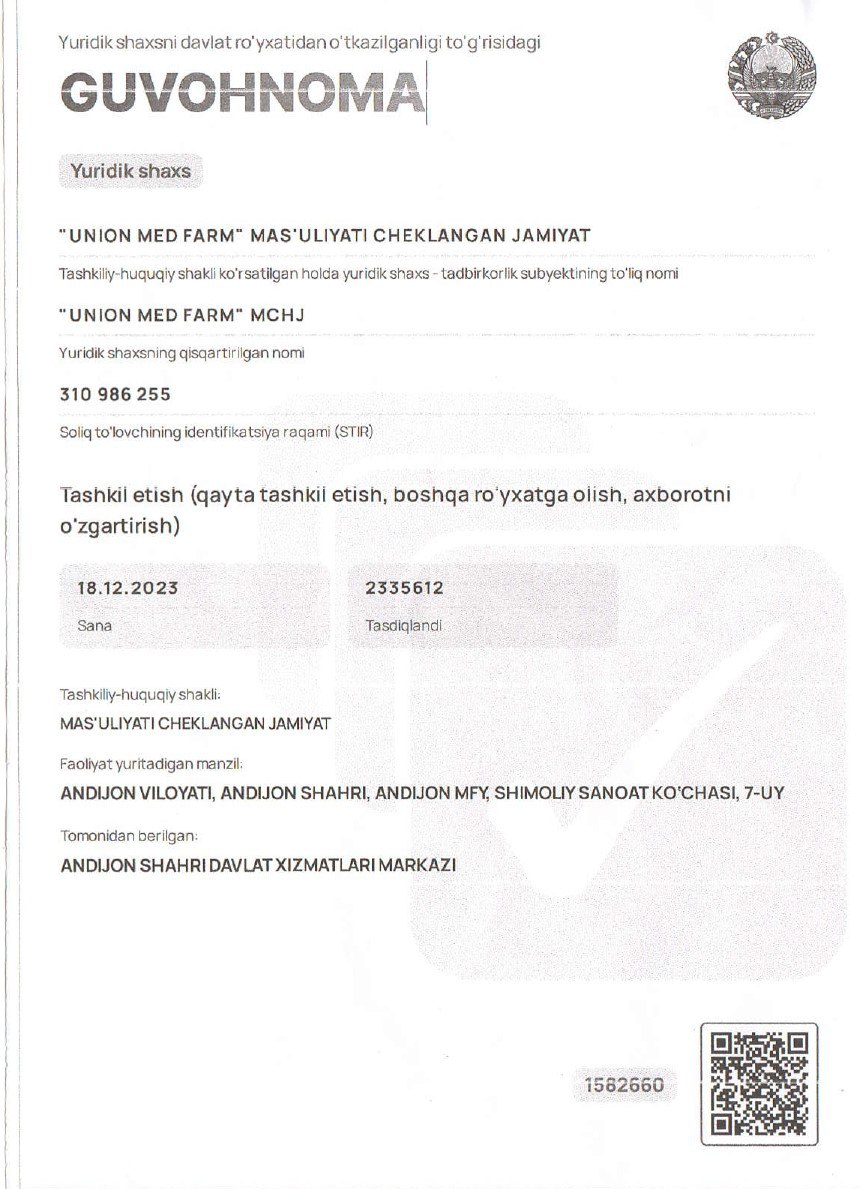 Yuridik shaxsni davlat ro'yxatidan o'tkazilganligi to'g'risidagi
GUVOHNOMA
Yuridik shaxs
"UNION MED FARM" MAS'ULIYATI CHEKLANGAN JAMIYAT
Tashkiliy-huquqiy shakli ko'rsatilgan holda yuridik shaxs - tadbirkorlik subyektining to'liq nomi
"UNION MED FARM" MCHJ
Yuridik shaxsning qisqartirilgan nomi
310 986 255
Soliq to'lovchining identifikatsiya raqami (STIR)
Tashkil etish (qayta tashkil etish, boshqa ro'yxatga olish, axborotni
o'zgartirish)
18.12.2023 2335612
Sana Tasdiqlandi
Tashkiliy-huquqiy shakli:
MAS'ULIYATI CHEKLANGAN JAMIYAT
Faoliyat yuritadigan manzil:
ANDIJON VILOYATI, ANDIJON SHAHRI, ANDIJON MFY, SHIMOLIY SANOAT KO'CHASI, 7-UY
Tomonidan berilgan:
ANDIJON SHAHRI DAVLAT XIZMATLARI MARKAZI
1582660